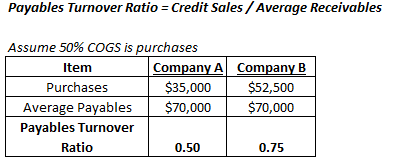 Payables Turnover Ratio = Credit Sales / Average Receivables
Assume 50% COGS is purchases
Item Company A Company B
Purchases $35,000 $52,500
Average Payables $70,000 $70,000
Payables Turnover
Ratio 0.50 0.75